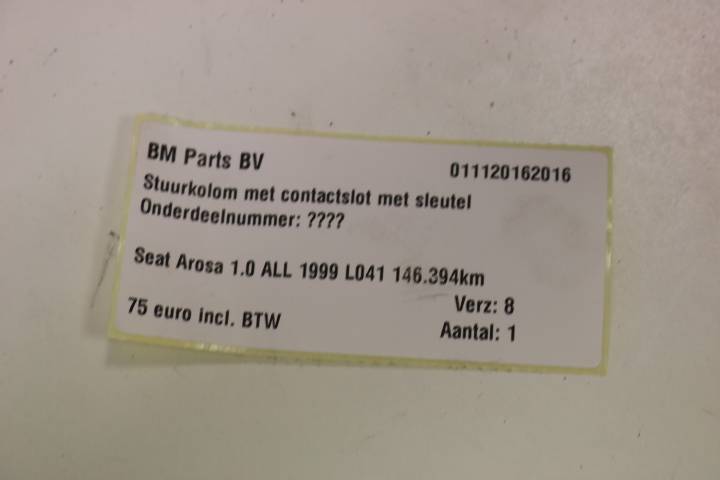 BM Parts BV 011120162016
Stuurkolom met contactslot met sleutel
Onderdeelnummer: ????
Seat Arosa 1.0 ALL 1999 L041 146.394km
Verz: 8
75 euro incl. BTW
Aantal: 1